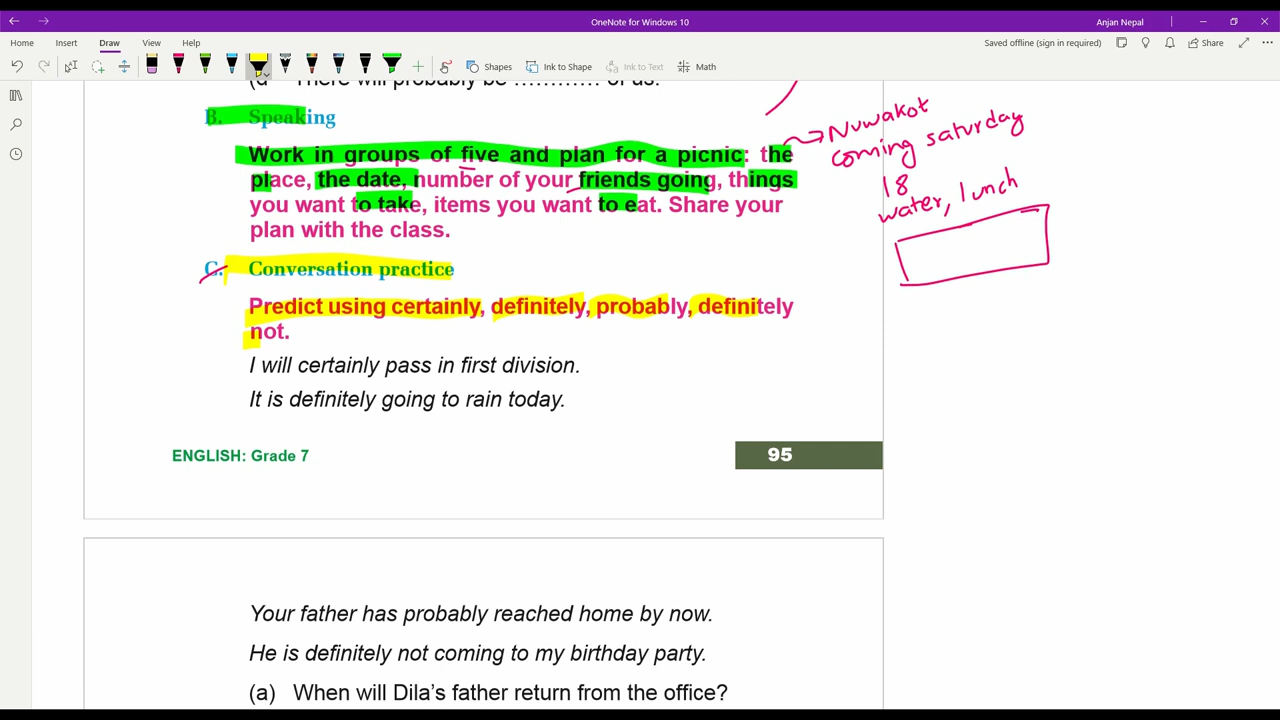 OneNote for Windows 10
Anjan Nepal
Home Insert Draw View Help
Saved offline (sign in required)
Share
Shapes
Ink to Shape
Ink to Text
Math
(d There will probably be ………… of us.
B. Speaking
Work in groups of five and plan for a picnic: the
place, the date, number of your friends going, things
you want to take, items you want to eat. Share your
plan with the class.
Nuwakot
coming saturday
18
water, lunch
C. Conversation practice
Predict using certainly, definitely, probably, definitely
not.
I will certainly pass in first division.
It is definitely going to rain today.
ENGLISH: Grade 7
95
Your father has probably reached home by now.
He is definitely not coming to my birthday party.
(a) When will Dila's father return from the office?